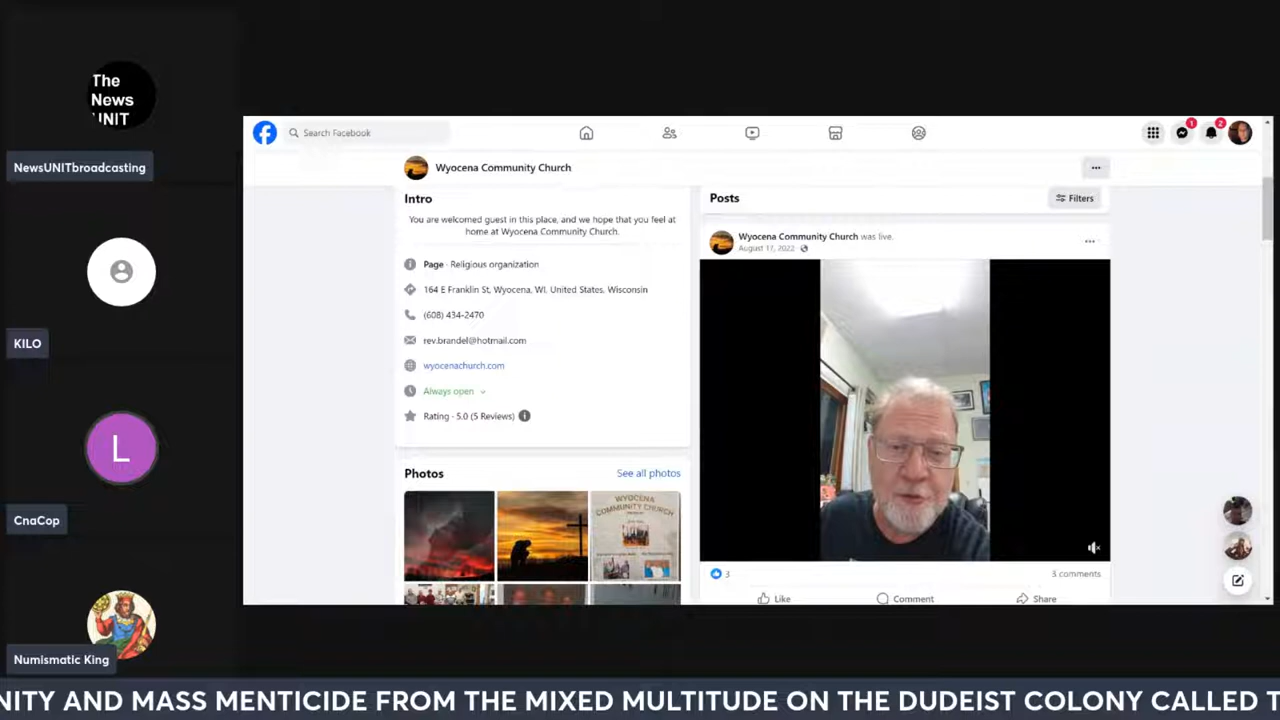 The
News
UNIT
NewsUNITbroadcasting
KILO
L
CnaCop
Numismatic King
Search Facebook
1
2
Wyocena Community Church
Intro
You are welcomed guest in this place, and we hope that you feel at
home at Wyocena Community Church.
Page · Religious organization
164 E Franklin St, Wyocena, WI, United States, Wisconsin
(608) 434-2470
rev.brandel@hotmail.com
wyocenachurch.com
Always open
Rating · 5.0 (5 Reviews)
Photos
See all photos
WYOCENA
COMMUNITY CHURCH
Posts
Filters
Wyocena Community Church was live.
August 17, 2022
3
3 comments
Like
Comment
Share
NITY AND MASS MENTICIDE FROM THE MIXED MULTITUDE ON THE DUDEIST COLONY CALLED T